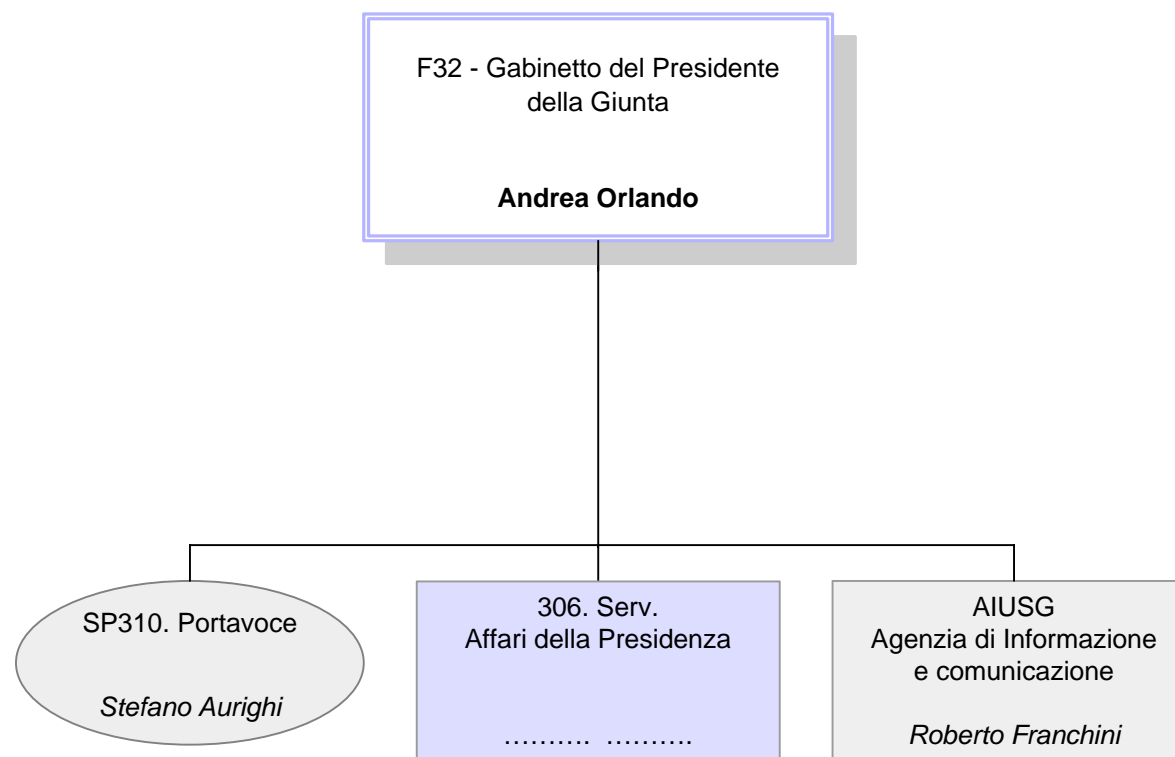 F32 - Gabinetto del Presidente
della Giunta
Andrea Orlando
SP310. Portavoce
Stefano Aurighi
306. Serv.
Affari della Presidenza
………. ……….
AIUSG
Agenzia di Informazione
e comunicazione
Roberto Franchini